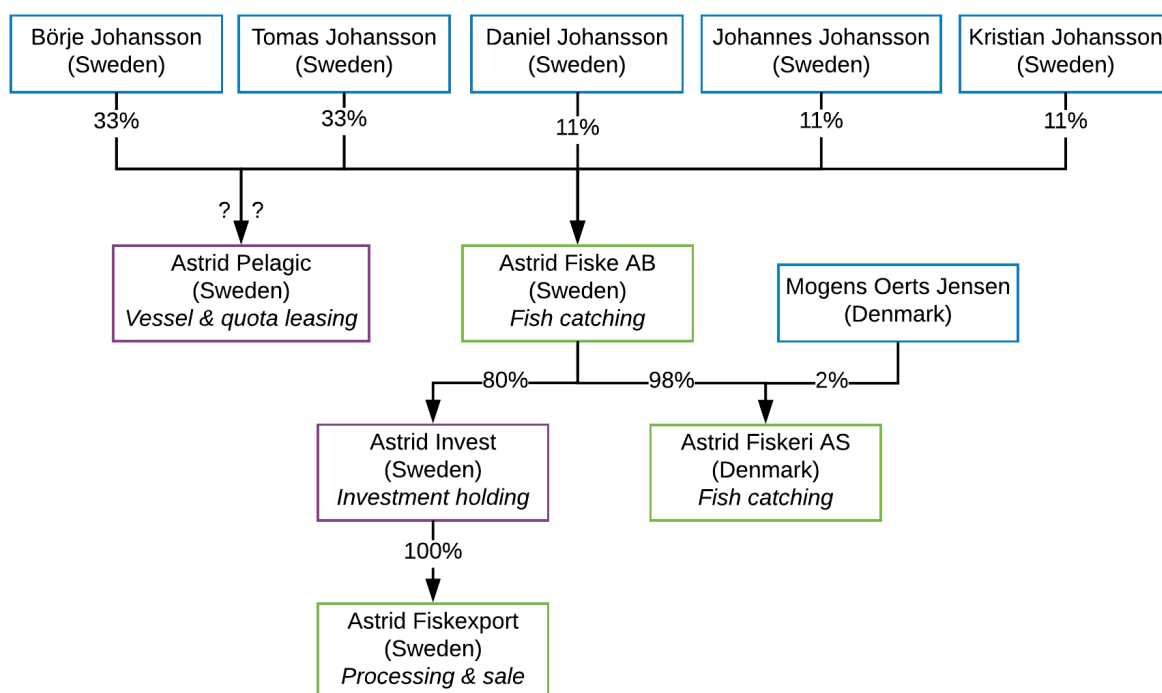 Börje Johansson
(Sweden)
Tomas Johansson
(Sweden)
Daniel Johansson
(Sweden)
Johannes Johansson
(Sweden)
Kristian Johansson
(Sweden)
33%
33%
11%
11%
11%
? ?
Astrid Pelagic
(Sweden)
Vessel & quota leasing
Astrid Fiske AB
(Sweden)
Fish catching
Mogens Oerts Jensen
(Denmark)
80%
98%
2%
Astrid Invest
(Sweden)
Investment holding
Astrid Fiskeri AS
(Denmark)
Fish catching
100%
Astrid Fiskexport
(Sweden)
Processing & sale